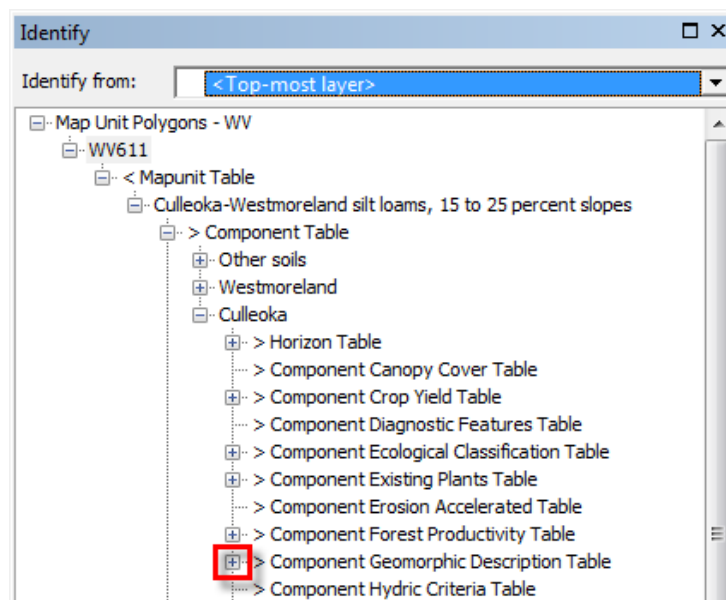 Identify
Identify from: <Top-most layer>
Map Unit Polygons - WV
WV611
< Mapunit Table
Culleoka-Westmoreland silt loams, 15 to 25 percent slopes
> Component Table
Other soils
Westmoreland
Culleoka
> Horizon Table
> Component Canopy Cover Table
> Component Crop Yield Table
> Component Diagnostic Features Table
> Component Ecological Classification Table
> Component Existing Plants Table
> Component Erosion Accelerated Table
> Component Forest Productivity Table
> Component Geomorphic Description Table
> Component Hydric Criteria Table